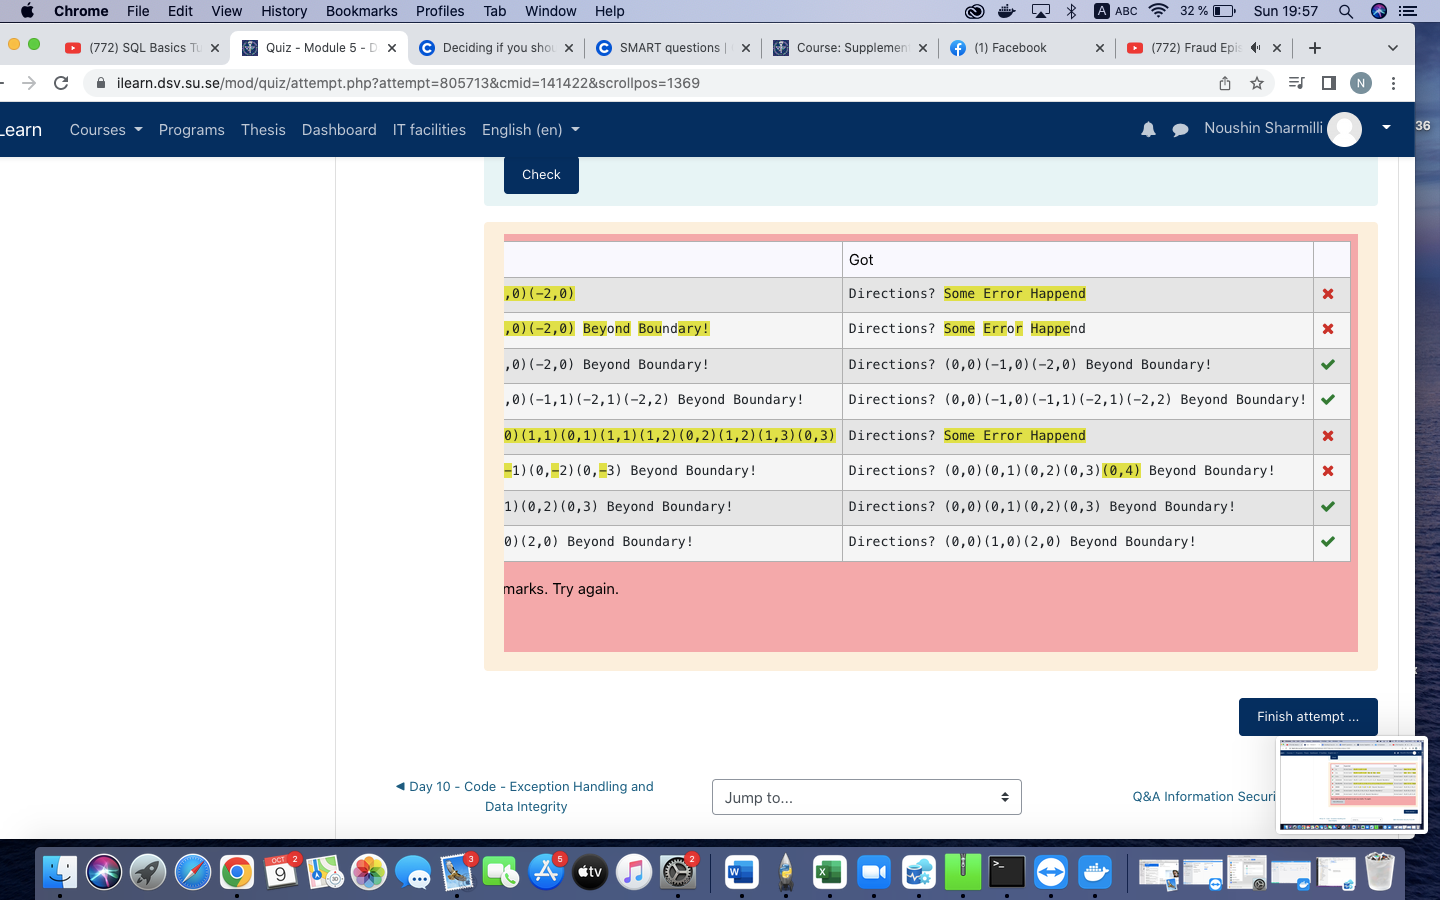 Chrome File Edit View History Bookmarks Profiles Tab Window Help A ABC 32 % Sun 19:57
(772) SQL Basics Tu Quiz - Module 5 - D Deciding if you shou SMART questions | Course: Supplemen (1) Facebook (772) Fraud Epis
ilearn.dsv.su.se/mod/quiz/attempt.php?attempt=805713&cmid=141422&scrollpos=1369 N
Learn Courses Programs Thesis Dashboard IT facilities English (en) Noushin Sharmilli 36
Check
Got
,0)(-2,0) Directions? Some Error Happend
,0)(-2,0) Beyond Boundary! Directions? Some Error Happend
,0)(-2,0) Beyond Boundary! Directions? (0,0)(-1,0)(-2,0) Beyond Boundary!
,0)(-1,1)(-2,1)(-2,2) Beyond Boundary! Directions? (0,0)(-1,0)(-1,1)(-2,1)(-2,2) Beyond Boundary!
0)(1,1)(0,1)(1,1)(1,2)(0,2)(1,2)(1,3)(0,3) Directions? Some Error Happend
-1)(0,-2)(0,-3) Beyond Boundary! Directions? (0,0)(0,1)(0,2)(0,3)(0,4) Beyond Boundary!
1)(0,2)(0,3) Beyond Boundary! Directions? (0,0)(0,1)(0,2)(0,3) Beyond Boundary!
0)(2,0) Beyond Boundary! Directions? (0,0)(1,0)(2,0) Beyond Boundary!
marks. Try again.
Finish attempt ...
◄ Day 10 - Code - Exception Handling and Data Integrity
Jump to...
Q&A Information Securi
OCT 9 2 3 5 tv 2